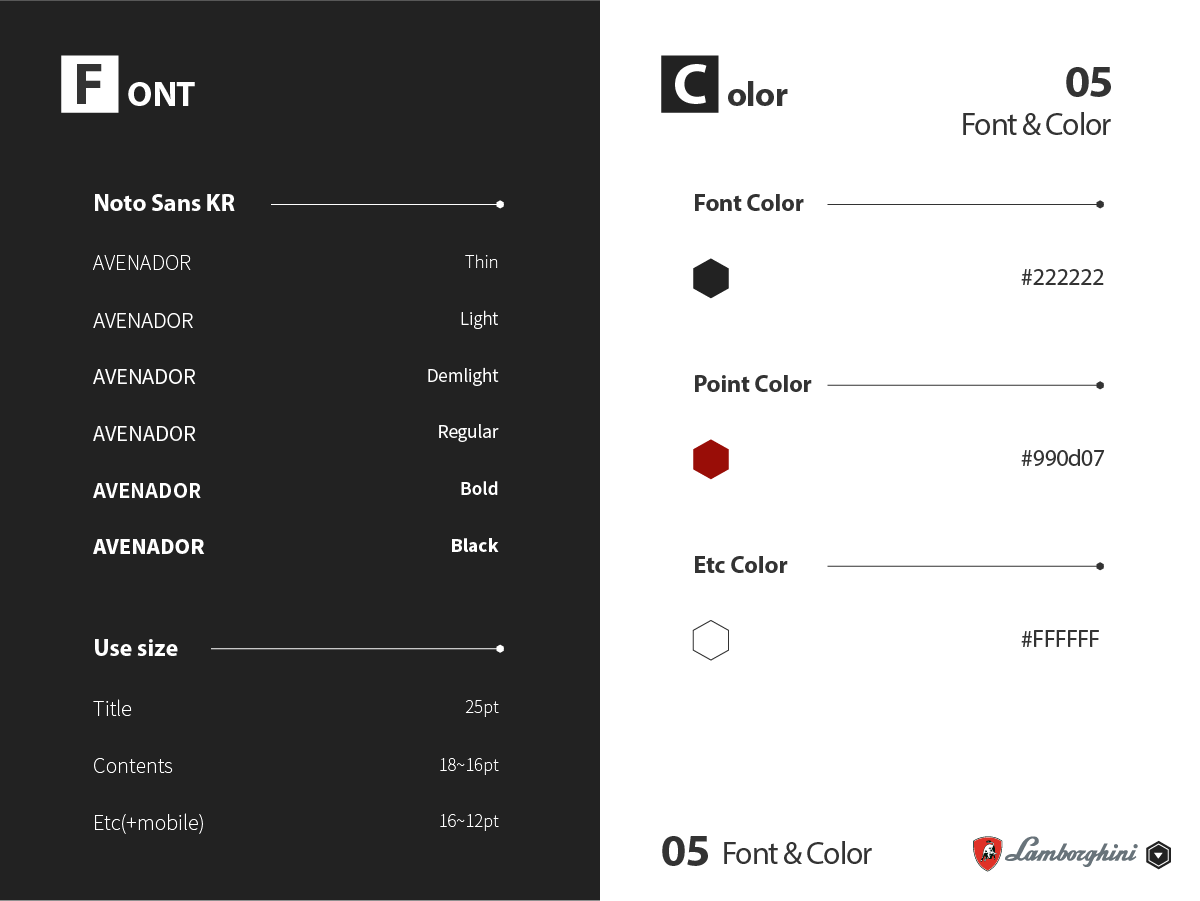 FONT
Noto Sans KR
AVENADOR Thin
AVENADOR Light
AVENADOR Demlight
AVENADOR Regular
AVENADOR Bold
AVENADOR Black
Use size
Title 25pt
Contents 18~16pt
Etc(+mobile) 16~12pt
Color
05
Font & Color
Font Color
#222222
Point Color
#990d07
Etc Color
#FFFFFF
05 Font & Color
Lamborghini